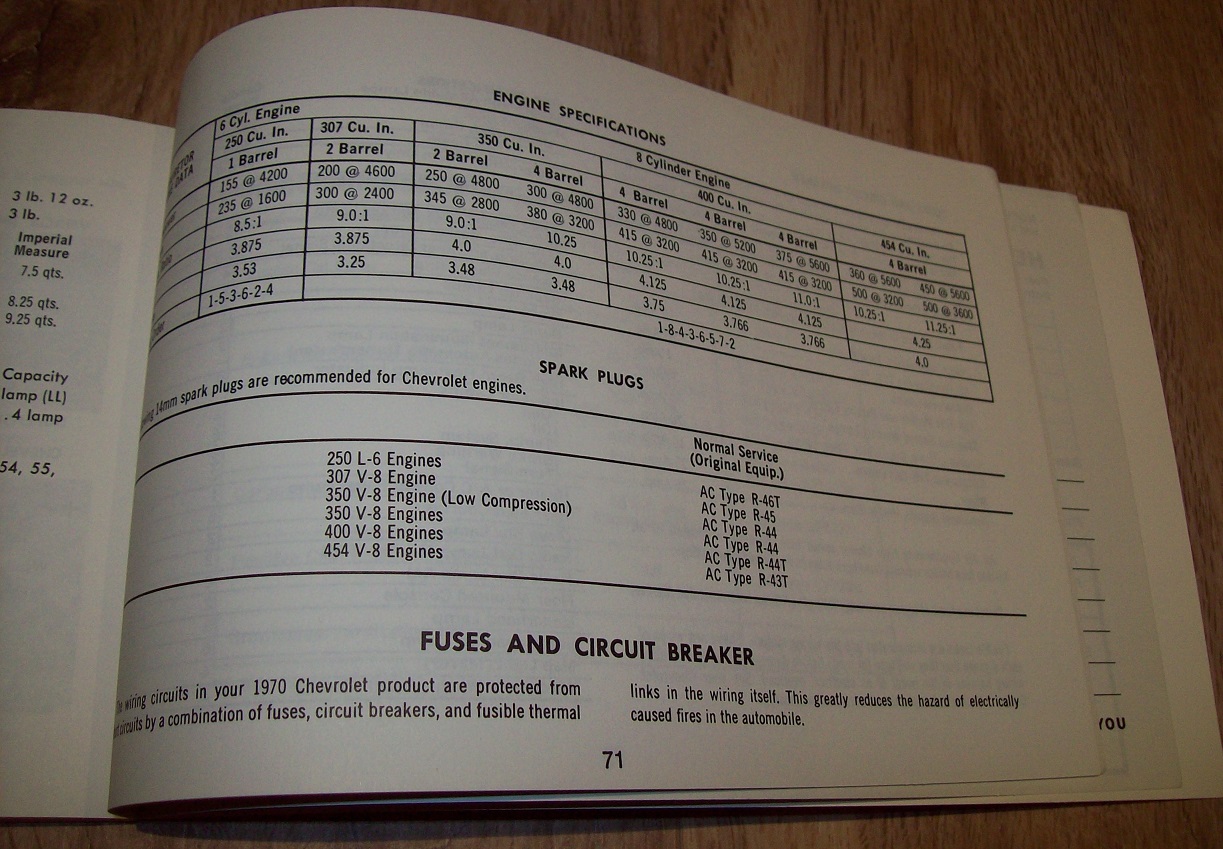 3 lb. 12 oz.
3 lb.
Imperial
Measure
7.5 qts.
8.25 qts.
9.25 qts.
Capacity
lamp (LL)
. 4 lamp
54, 55,
ENGINE SPECIFICATIONS
6 Cyl. Engine 8 Cylinder Engine
250 Cu. In. 307 Cu. In. 350 Cu. In. 400 Cu. In. 454 Cu. In.
DATA 1 Barrel 2 Barrel 2 Barrel 4 Barrel 4 Barrel 4 Barrel 4 Barrel 4 Barrel
155 @ 4200 200 @ 4600 250 @ 4800 300 @ 4800 330 @ 4800 350 @ 5200 375 @ 5600 360 @ 5600 450 @ 5600
235 @ 1600 300 @ 2400 345 @ 2800 380 @ 3200 415 @ 3200 415 @ 3200 415 @ 3200 500 @ 3200 500 @ 3600
8.5:1 9.0:1 9.0:1 10.25 10.25:1 10.25:1 11.0:1 10.25:1 11.25:1
3.875 3.875 4.0 4.0 4.125 4.125 4.125 4.25
3.53 3.25 3.48 3.48 3.75 3.766 3.766 4.0
1-5-3-6-2-4 1-8-4-3-6-5-7-2
SPARK PLUGS
14mm spark plugs are recommended for Chevrolet engines.
Normal Service
(Original Equip.)
250 L-6 Engines AC Type R-46T
307 V-8 Engine AC Type R-45
350 V-8 Engine (Low Compression) AC Type R-44
350 V-8 Engines AC Type R-44
400 V-8 Engines AC Type R-44T
454 V-8 Engines AC Type R-43T
FUSES AND CIRCUIT BREAKER
wiring circuits in your 1970 Chevrolet product are protected from
circuits by a combination of fuses, circuit breakers, and fusible thermal
links in the wiring itself. This greatly reduces the hazard of electrically
caused fires in the automobile.
71
YOU